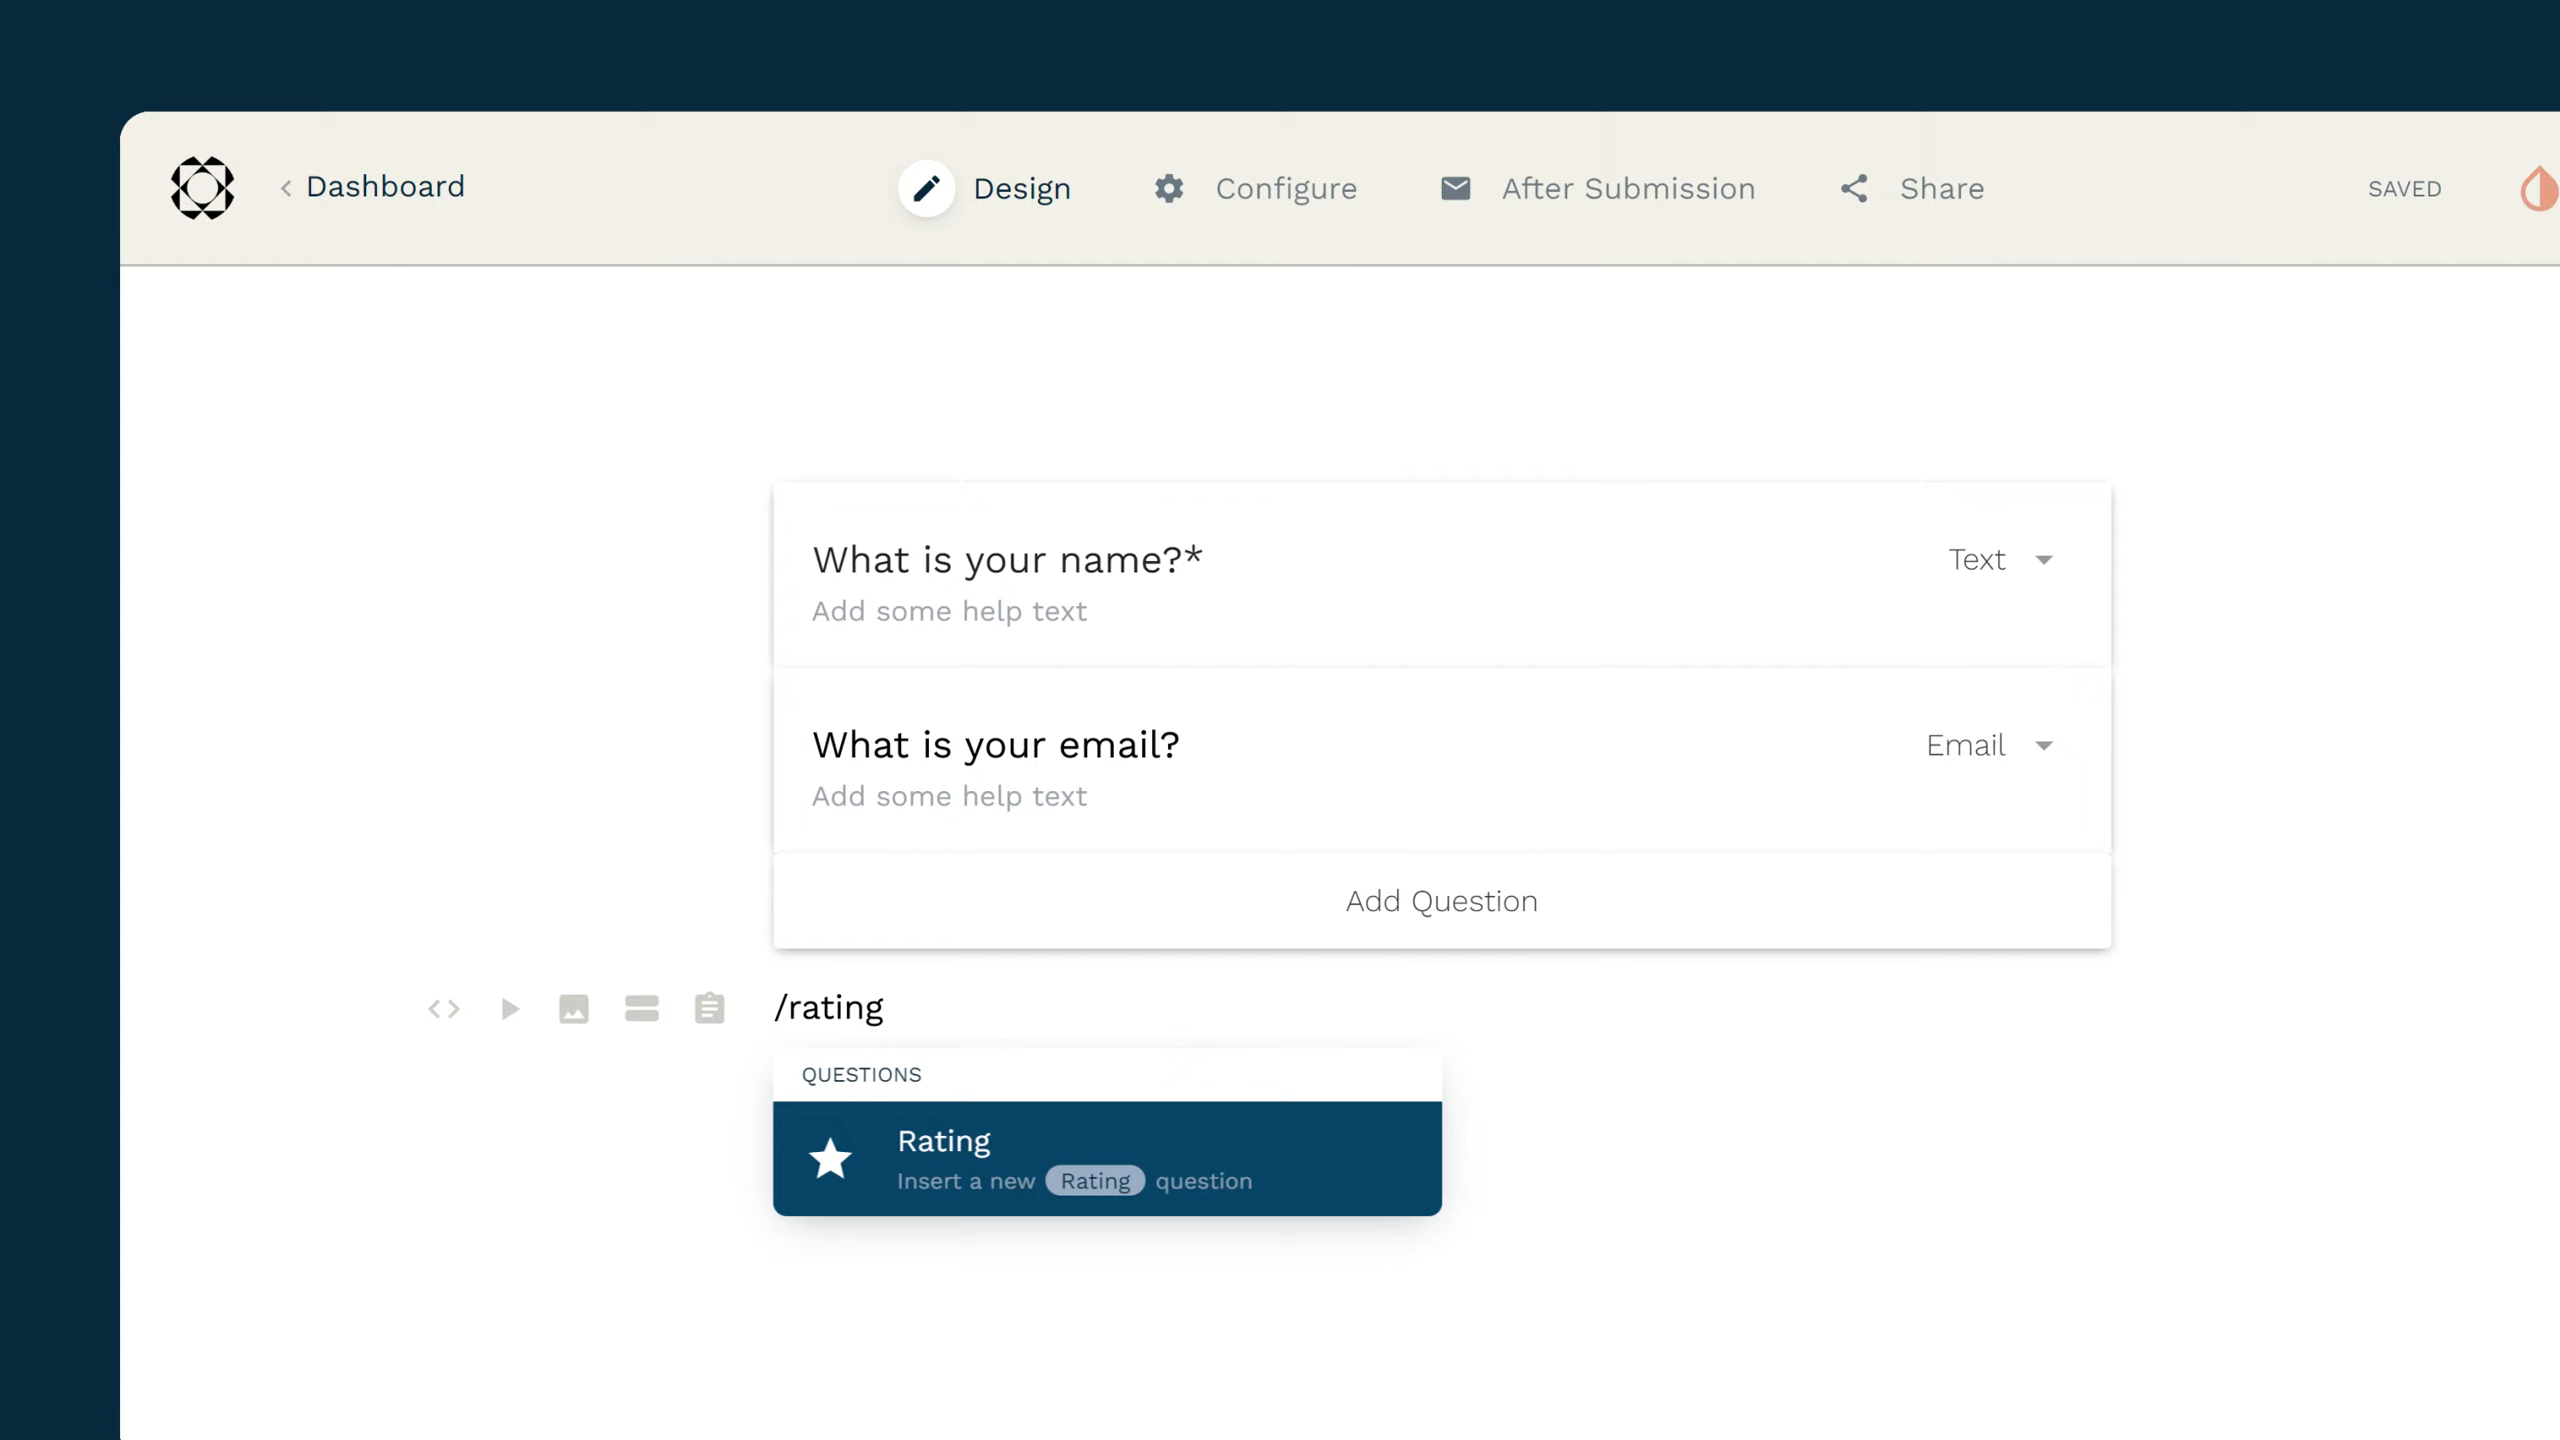 Dashboard
Design
Configure
After Submission
Share
SAVED
What is your name?*
Text
Add some help text
What is your email?
Email
Add some help text
Add Question
/rating
QUESTIONS
Rating
Insert a new Rating question